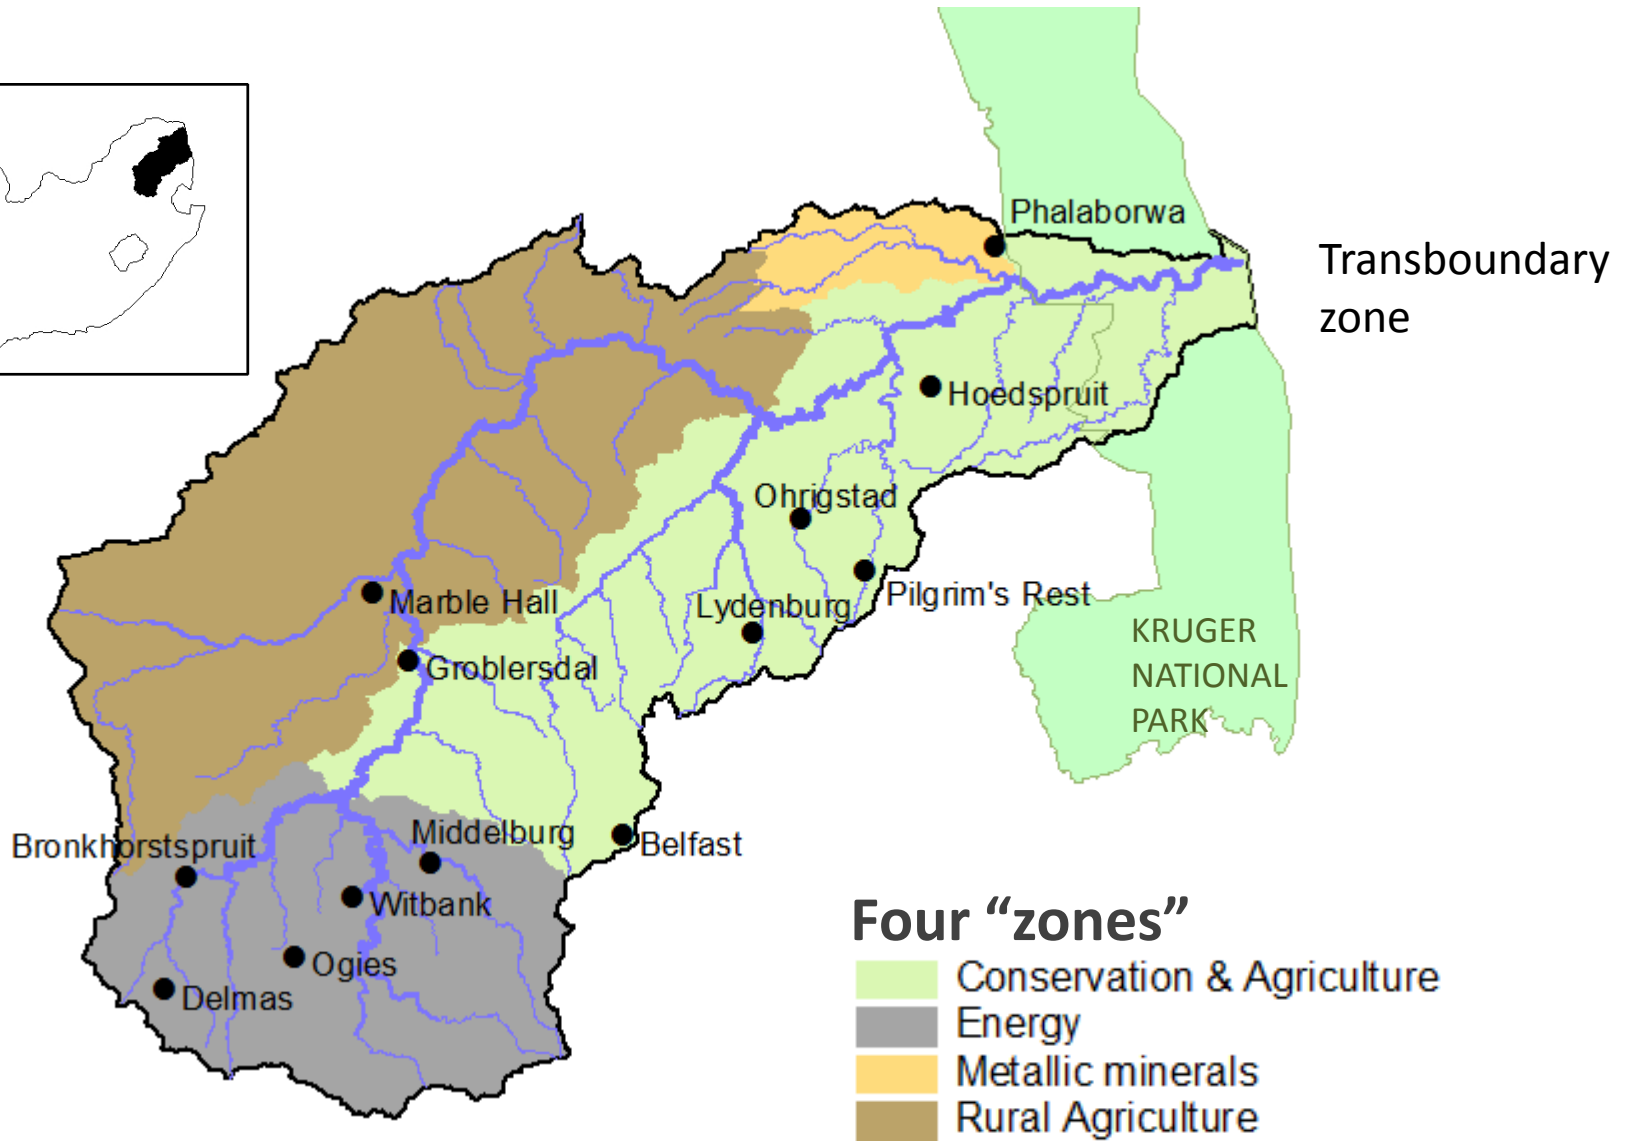 Phalaborwa
Transboundary
zone
Hoedspruit
Ohrigstad
Pilgrim's Rest
Marble Hall
Lydenburg
KRUGER
NATIONAL
PARK
Groblersdal
Middelburg
Bronkhorstspruit
Belfast
Witbank
Ogies
Delmas
Four “zones”
Conservation & Agriculture
Energy
Metallic minerals
Rural Agriculture